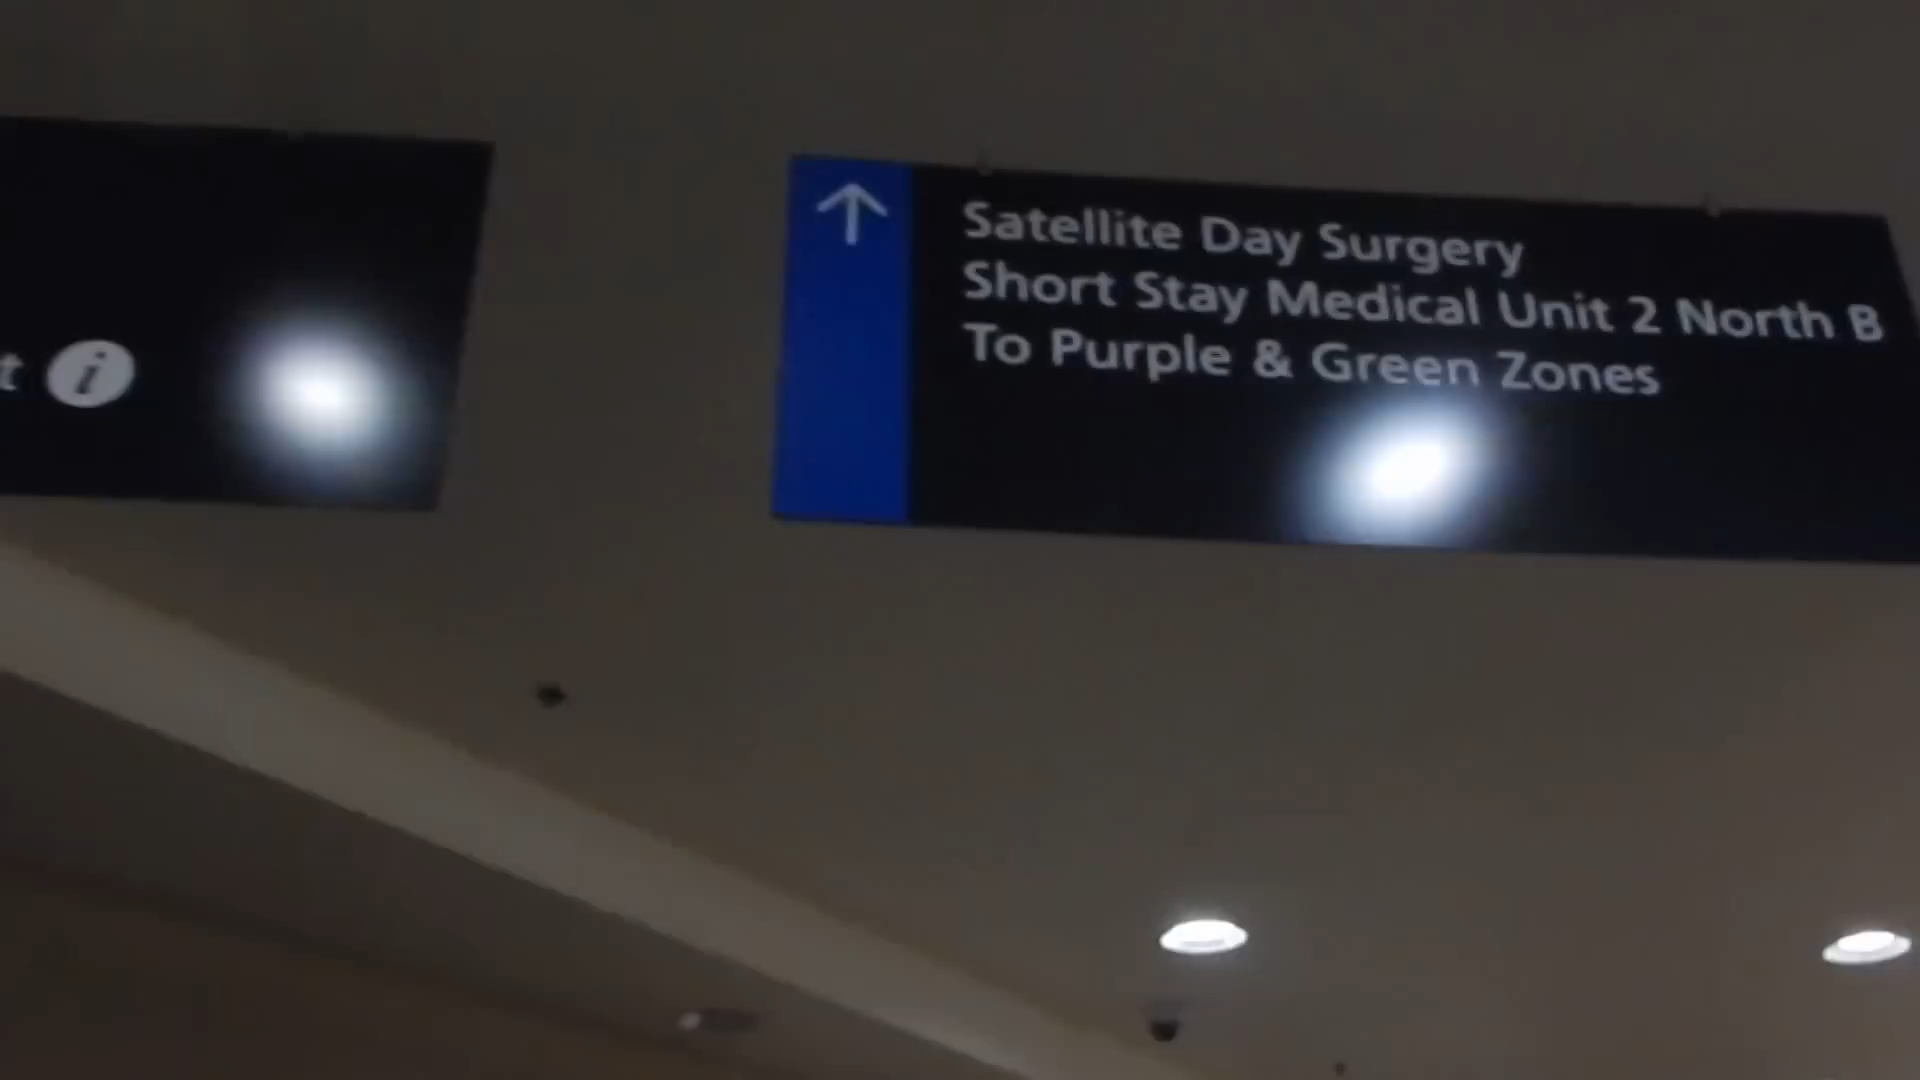 Satellite Day Surgery
Short Stay Medical Unit 2 North B
To Purple & Green Zones
t i